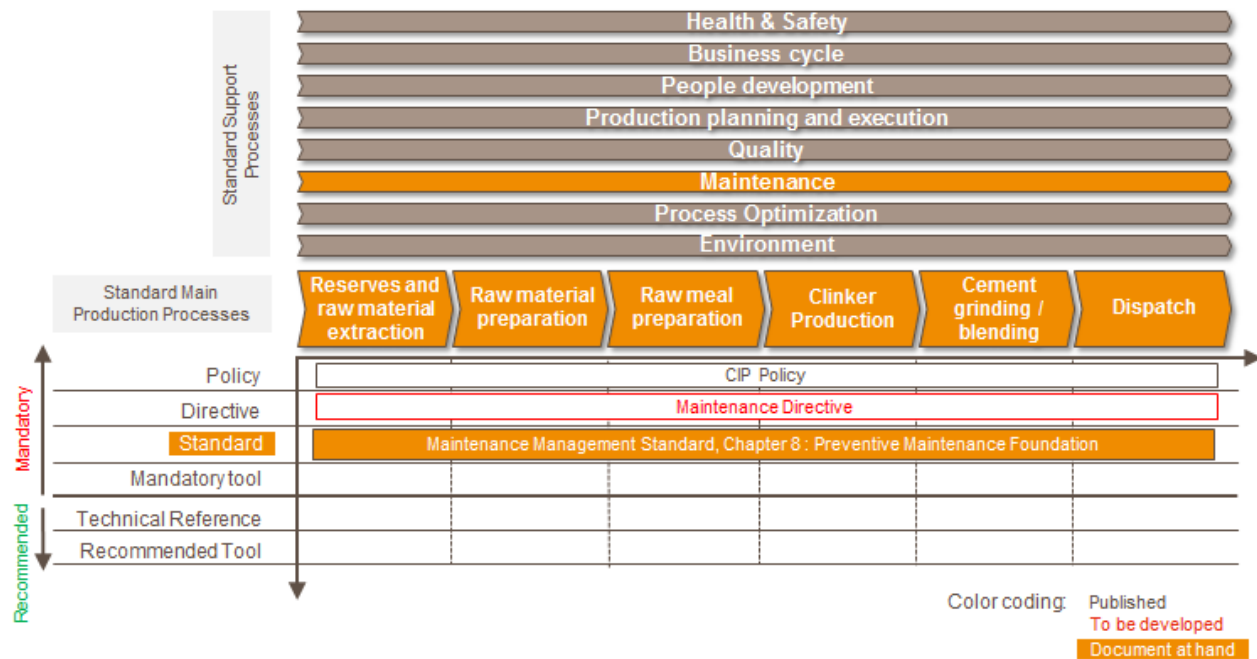 Standard Support
Processes
Health & Safety
Business cycle
People development
Production planning and execution
Quality
Maintenance
Process Optimization
Environment
Standard Main
Production Processes
Reserves and
raw material
extraction
Raw material
preparation
Raw meal
preparation
Clinker
Production
Cement
grinding /
blending
Dispatch
Mandatory
Policy
CIP Policy
Directive
Maintenance Directive
Standard
Maintenance Management Standard, Chapter 8 : Preventive Maintenance Foundation
Mandatory tool
Recommended
Technical Reference
Recommended Tool
Color coding:
Published
To be developed
Document at hand